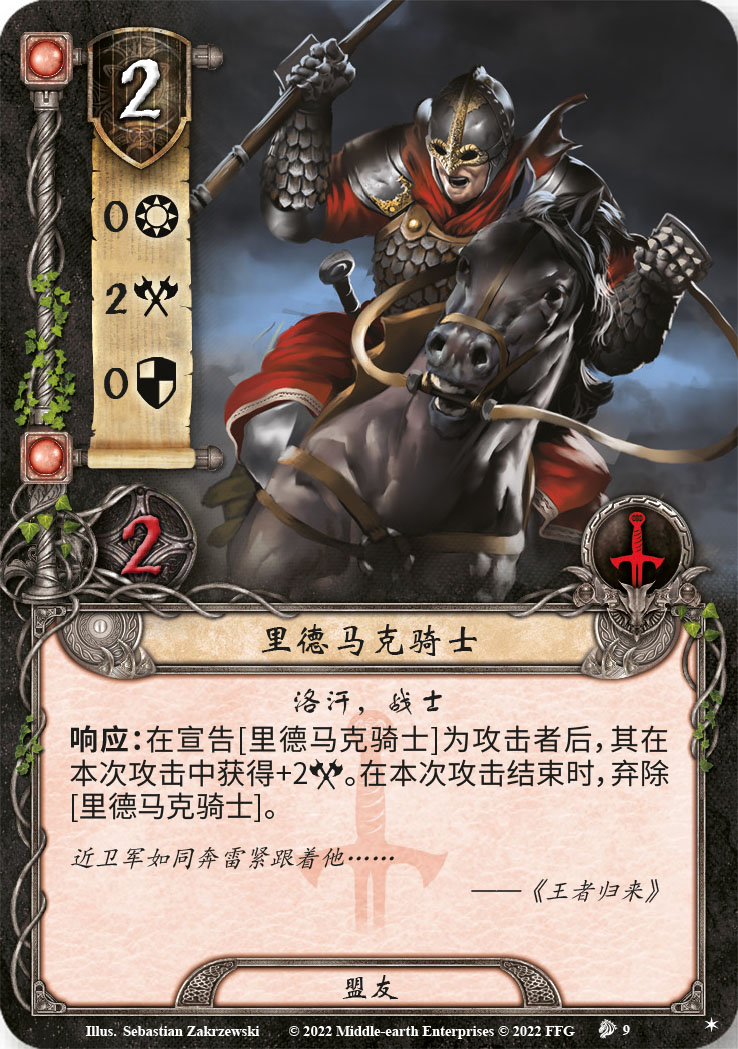 2
0
2
0
2
里德马克骑士
洛汗，战士
响应：在宣告[里德马克骑士]为攻击者后，其在
本次攻击中获得+2。在本次攻击结束时，弃除
[里德马克骑士]。
近卫军如同奔雷紧跟着他……
——《王者归来》
盟友
Illus. Sebastian Zakrzewski © 2022 Middle-earth Enterprises © 2022 FFG 9